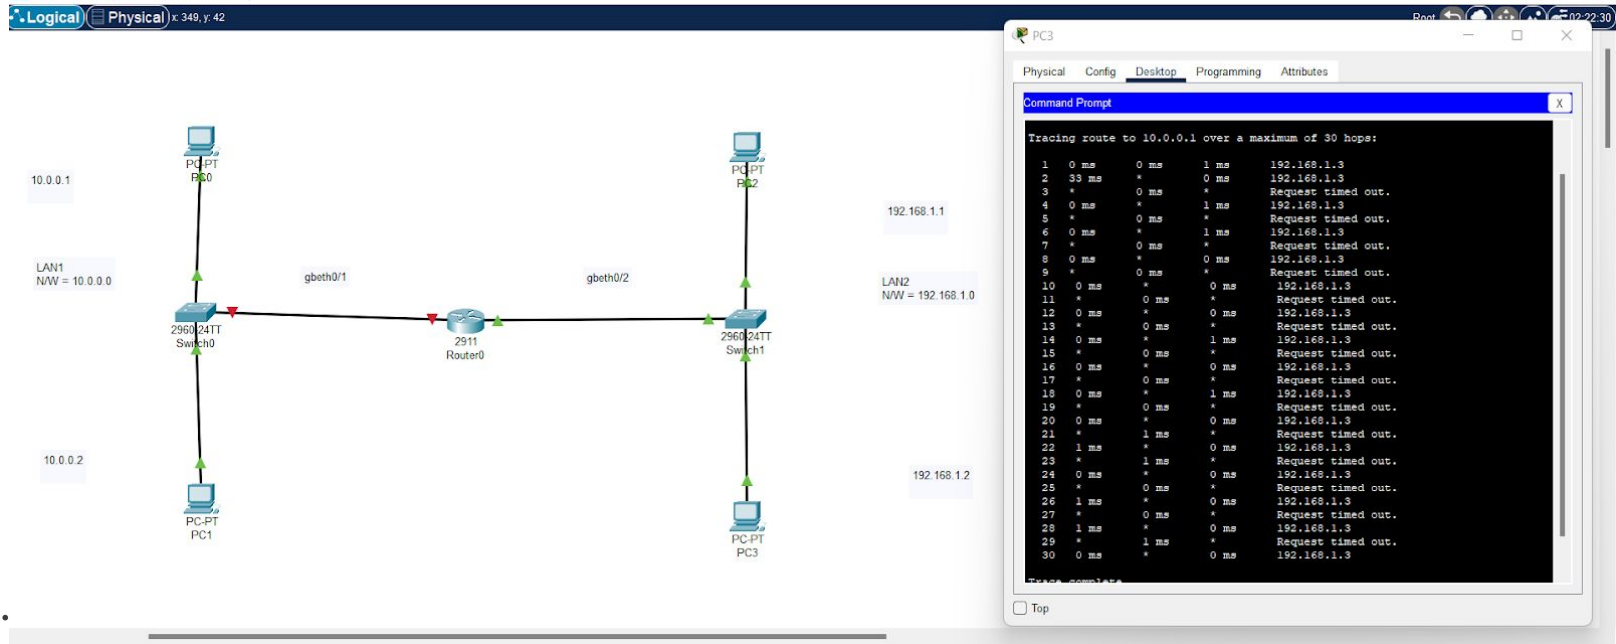 Logical Physical x: 349, y: 42 Root 02:22:30
PC-PT
PC0
10.0.0.1
LAN1
N/W = 10.0.0.0
gbeth0/1
2960-24TT
Switch0
10.0.0.2
PC-PT
PC1
2911
Router0
gbeth0/2
PC-PT
PC2
192.168.1.1
LAN2
N/W = 192.168.1.0
2960-24TT
Switch1
192.168.1.2
PC-PT
PC3
PC3
Physical Config Desktop Programming Attributes
Command Prompt X
Tracing route to 10.0.0.1 over a maximum of 30 hops:
1 0 ms 0 ms 1 ms 192.168.1.3
2 33 ms * 0 ms 192.168.1.3
3 * 0 ms * Request timed out.
4 0 ms * 1 ms 192.168.1.3
5 * 0 ms * Request timed out.
6 0 ms * 1 ms 192.168.1.3
7 * 0 ms * Request timed out.
8 0 ms * 0 ms 192.168.1.3
9 * 0 ms * Request timed out.
10 0 ms * 0 ms 192.168.1.3
11 * 0 ms * Request timed out.
12 0 ms * 0 ms 192.168.1.3
13 * 0 ms * Request timed out.
14 0 ms * 1 ms 192.168.1.3
15 * 0 ms * Request timed out.
16 0 ms * 0 ms 192.168.1.3
17 * 0 ms * Request timed out.
18 0 ms * 1 ms 192.168.1.3
19 * 0 ms * Request timed out.
20 0 ms * 0 ms 192.168.1.3
21 * 1 ms * Request timed out.
22 1 ms * 0 ms 192.168.1.3
23 * 1 ms * Request timed out.
24 0 ms * 0 ms 192.168.1.3
25 * 0 ms * Request timed out.
26 1 ms * 0 ms 192.168.1.3
27 * 0 ms * Request timed out.
28 1 ms * 0 ms 192.168.1.3
29 * 1 ms * Request timed out.
30 0 ms * 0 ms 192.168.1.3
Trace complete
Top